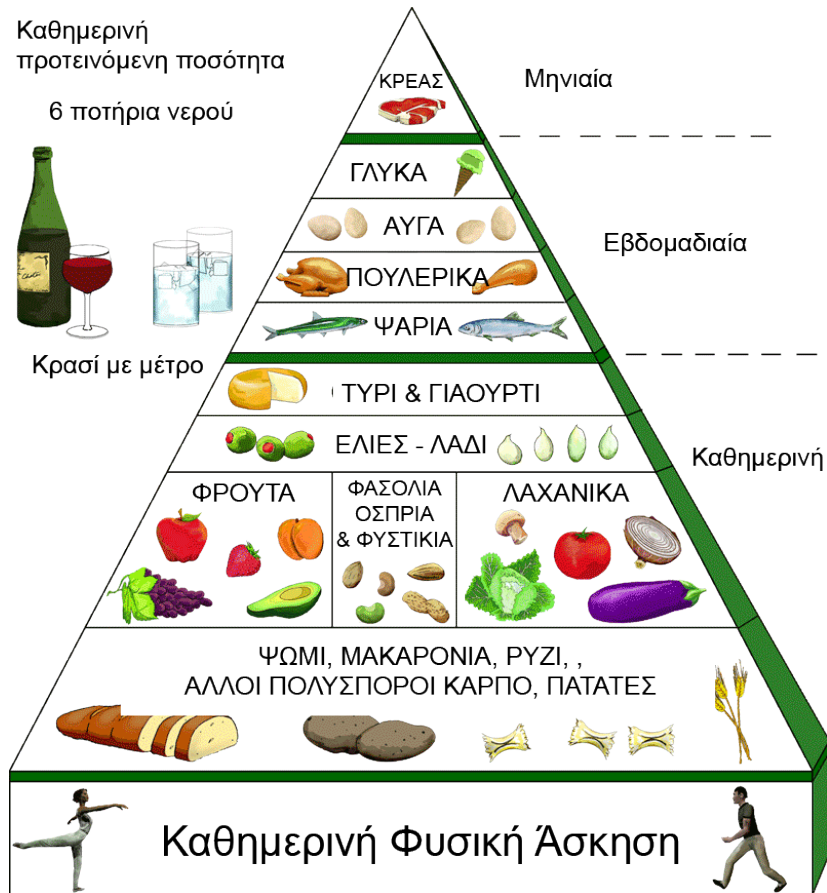 Καθημερινή
προτεινόμενη ποσότητα
6 ποτήρια νερού
Κρασί με μέτρο
ΚΡΕΑΣ
Μηνιαία
ΓΛΥΚΑ
ΑΥΓΑ
ΠΟΥΛΕΡΙΚΑ
ΨΑΡΙΑ
Εβδομαδιαία
ΤΥΡΙ & ΓΙΑΟΥΡΤΙ
ΕΛΙΕΣ - ΛΑΔΙ
Καθημερινή
ΦΡΟΥΤΑ
ΦΑΣΟΛΙΑ
ΟΣΠΡΙΑ
& ΦΥΣΤΙΚΙΑ
ΛΑΧΑΝΙΚΑ
ΨΩΜΙ, ΜΑΚΑΡΟΝΙΑ, ΡΥΖΙ, ,
ΑΛΛΟΙ ΠΟΛΥΣΠΟΡΟΙ ΚΑΡΠΟ, ΠΑΤΑΤΕΣ
Καθημερινή Φυσική Άσκηση